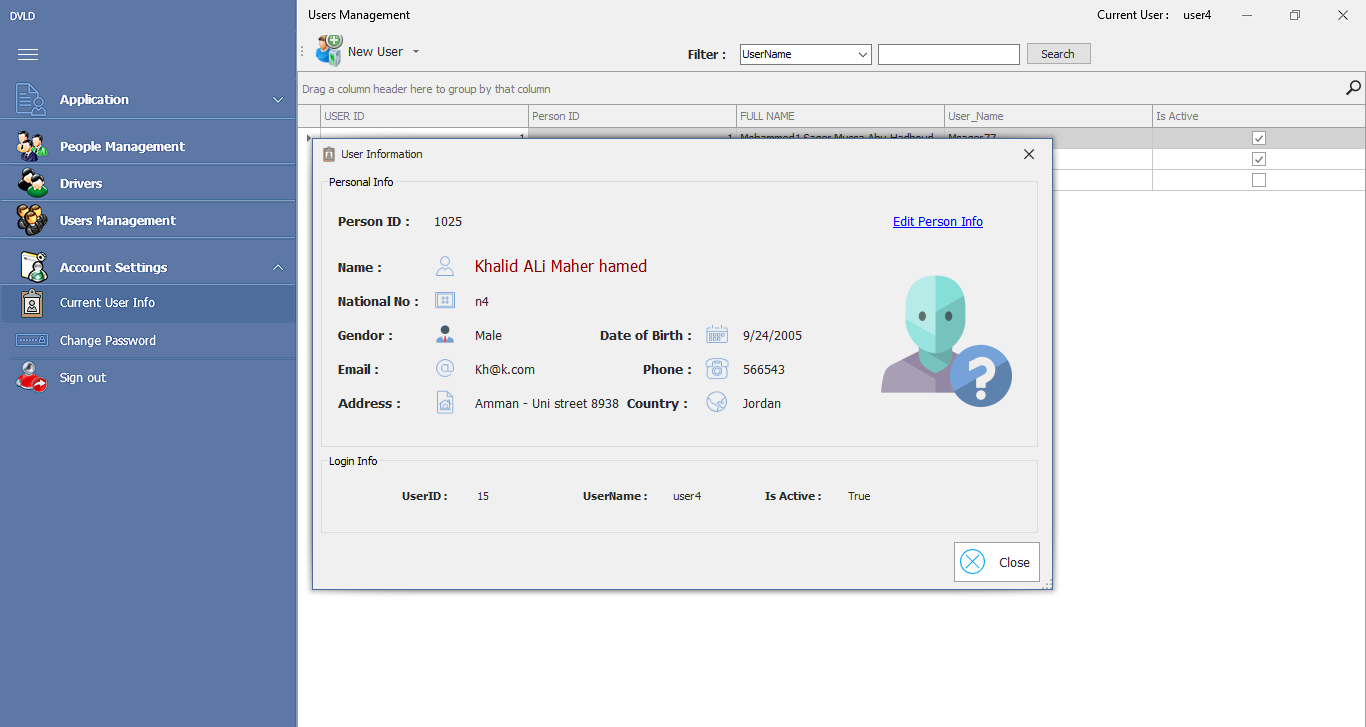 DVLD
Users Management
Current User : user4
New User
Filter :
UserName
Search
Drag a column header here to group by that column
USER ID
Person ID
FULL NAME
User_Name
Is Active
Application
People Management
Drivers
Users Management
Account Settings
Current User Info
Change Password
Sign out
User Information
Personal Info
Person ID : 1025
Edit Person Info
Name : Khalid ALi Maher hamed
National No : n4
Gendor : Male
Date of Birth : 9/24/2005
Email : Kh@k.com
Phone : 566543
Address : Amman - Uni street 8938
Country : Jordan
Login Info
UserID : 15
UserName : user4
Is Active : True
Close